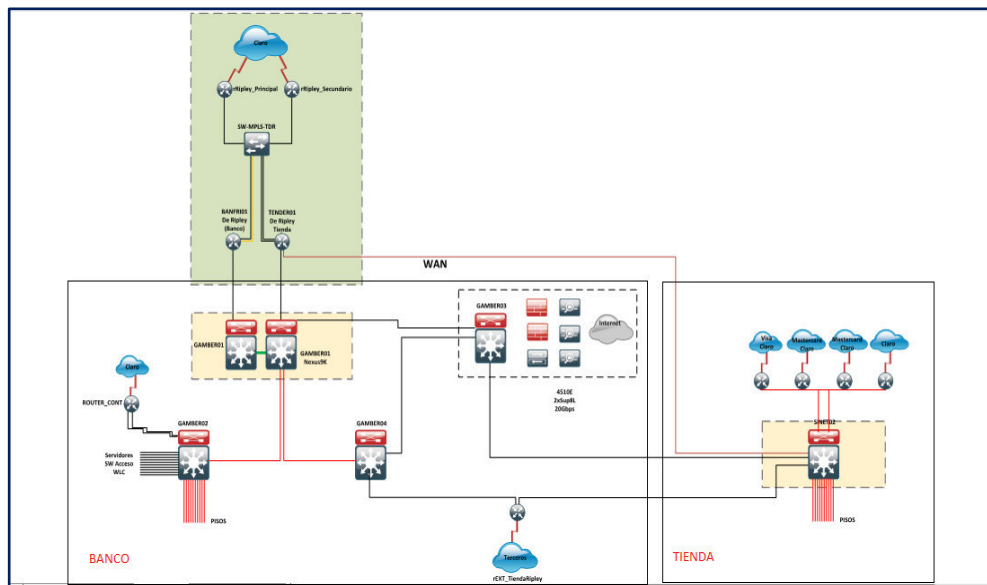 Claro
rRipley_Principal
rRipley_Secundario
SW-MPLS-TDR
BANFRI03
De Ripley
(Banco)
TENDER01
De Ripley
Tienda
WAN
GAMBER03
Internet
GAMBER01
GAMBER01
Nexus9K
4510E
2xSup8L
20Gbps
Visa
Claro
Mastercard
Claro
Mastercard
Claro
Claro
Claro
ROUTER_CONT
GAMBER02
GAMBER04
SINET02
Servidores
SW Acceso
WLC
PISOS
PISOS
BANCO
Terceros
rEXT_TiendaRipley
TIENDA